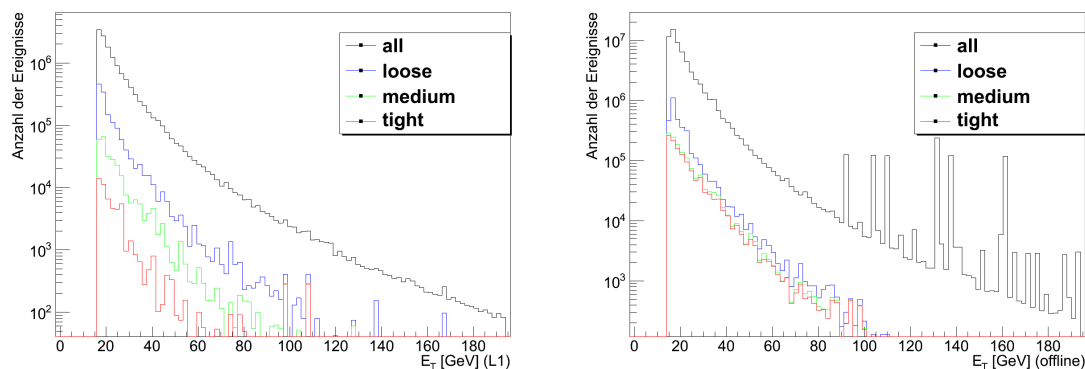 Anzahl der Ereignisse
10^6
10^5
10^4
10^3
10^2
all
loose
medium
tight
0 20 40 60 80 100 120 140 160 180
E_T [GeV] (L1)
Anzahl der Ereignisse
10^7
10^6
10^5
10^4
10^3
all
loose
medium
tight
20 40 60 80 100 120 140 160 180
E_T [GeV] (offline)